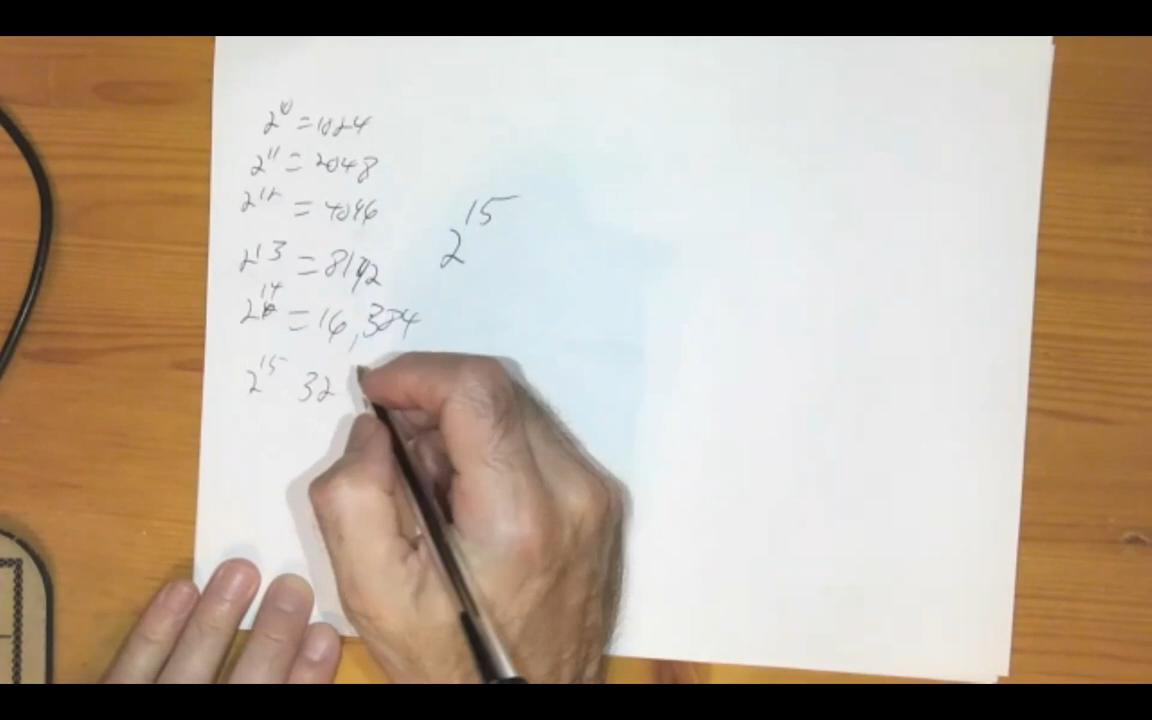 2¹⁰ = 1024
2¹¹ = 2048
2¹² = 4096
2¹³ = 8192
2¹⁴ = 16,384
2¹⁵ 32
2¹⁵